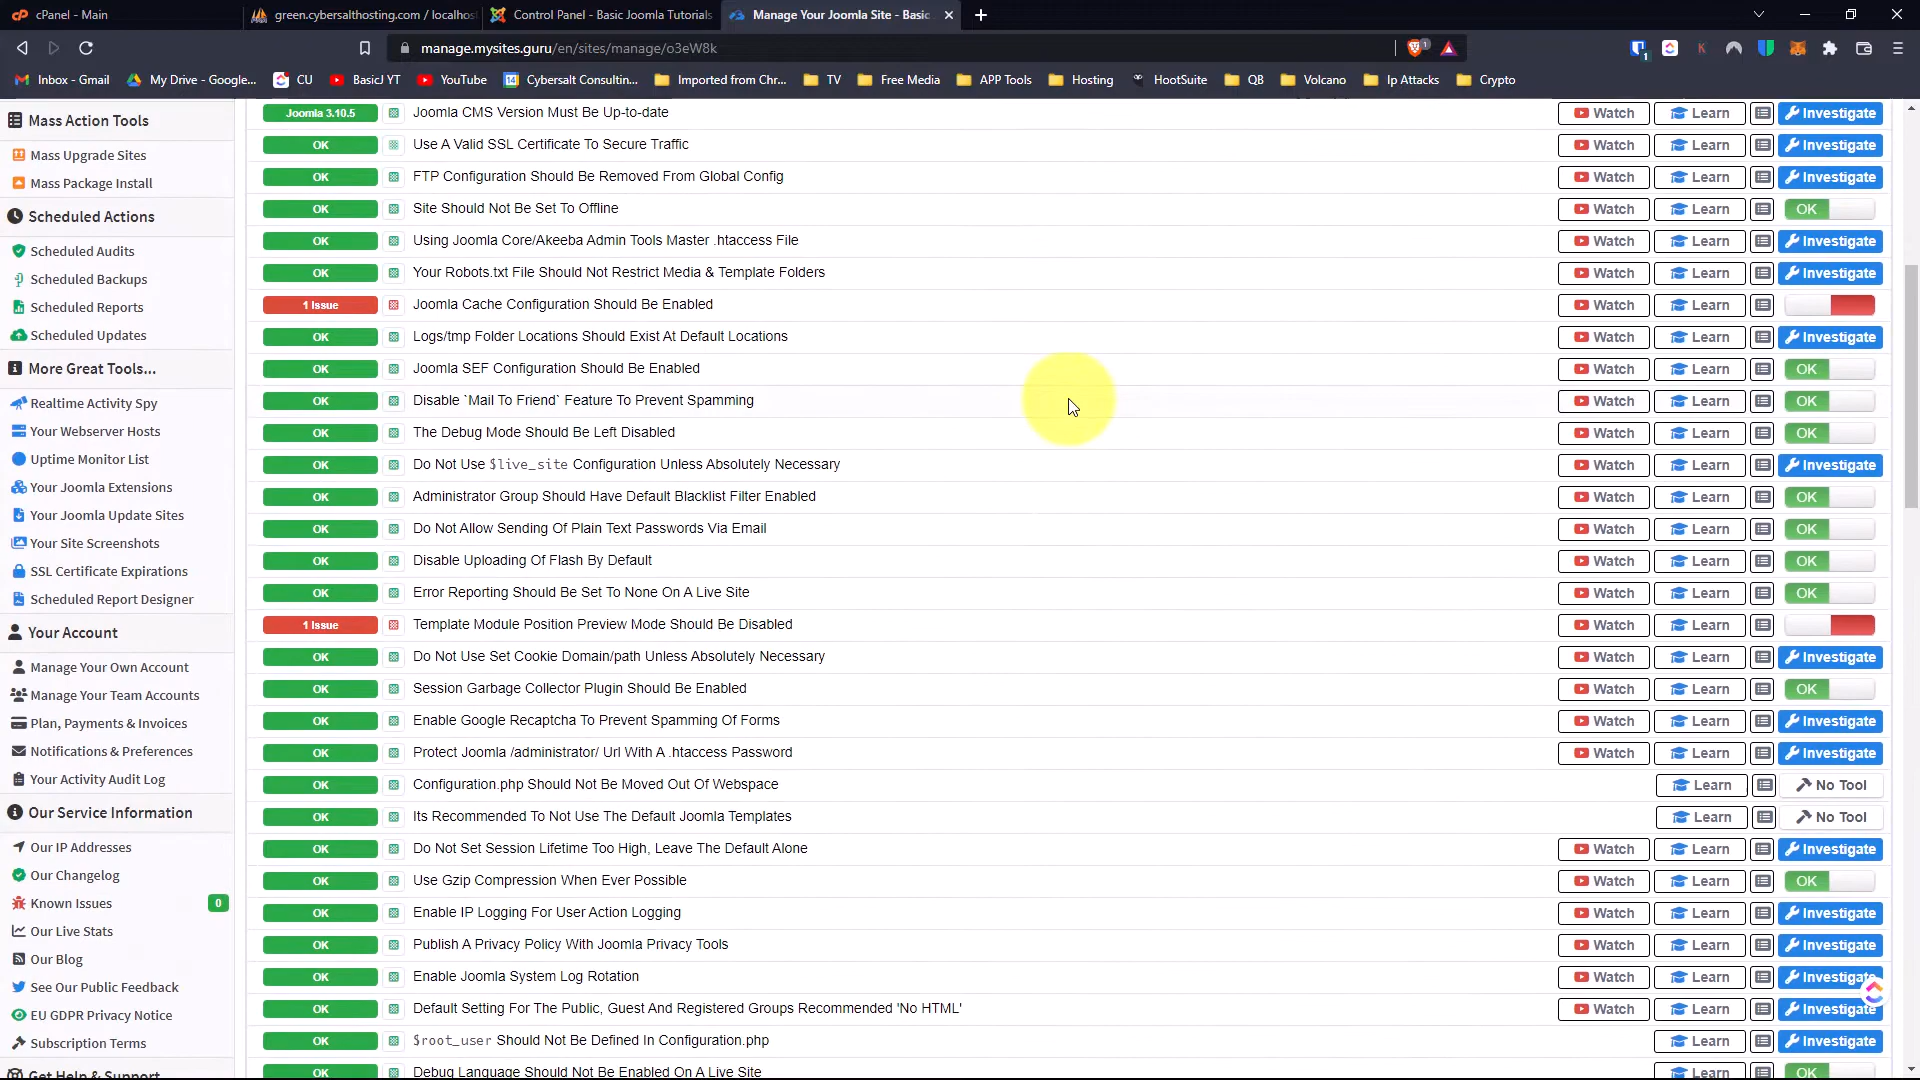 cPanel - Main
green.cybersalthosting.com / localhos
Control Panel - Basic Joomla Tutorials
Manage Your Joomla Site - Basic
manage.mysites.guru/en/sites/manage/o3eW8k
1
Inbox - Gmail
My Drive - Google...
CU
BasicJ YT
YouTube
14
Cybersalt Consultin...
Imported from Chr...
TV
Free Media
APP Tools
Hosting
HootSuite
QB
Volcano
Ip Attacks
Crypto
1
Mass Action Tools
Mass Upgrade Sites
Mass Package Install
Scheduled Actions
Scheduled Audits
Scheduled Backups
Scheduled Reports
Scheduled Updates
More Great Tools...
Realtime Activity Spy
Your Webserver Hosts
Uptime Monitor List
Your Joomla Extensions
Your Joomla Update Sites
Your Site Screenshots
SSL Certificate Expirations
Scheduled Report Designer
Your Account
Manage Your Own Account
Manage Your Team Accounts
Plan, Payments & Invoices
Notifications & Preferences
Your Activity Audit Log
Our Service Information
Our IP Addresses
Our Changelog
Known Issues 0
Our Live Stats
Our Blog
See Our Public Feedback
EU GDPR Privacy Notice
Subscription Terms
Get Help & Support
Joomla 3.10.5 Joomla CMS Version Must Be Up-to-date Watch Learn Investigate
OK Use A Valid SSL Certificate To Secure Traffic Watch Learn Investigate
OK FTP Configuration Should Be Removed From Global Config Watch Learn Investigate
OK Site Should Not Be Set To Offline Watch Learn OK
OK Using Joomla Core/Akeeba Admin Tools Master .htaccess File Watch Learn Investigate
OK Your Robots.txt File Should Not Restrict Media & Template Folders Watch Learn Investigate
1 Issue Joomla Cache Configuration Should Be Enabled Watch Learn
OK Logs/tmp Folder Locations Should Exist At Default Locations Watch Learn Investigate
OK Joomla SEF Configuration Should Be Enabled Watch Learn OK
OK Disable `Mail To Friend` Feature To Prevent Spamming Watch Learn OK
OK The Debug Mode Should Be Left Disabled Watch Learn OK
OK Do Not Use $live_site Configuration Unless Absolutely Necessary Watch Learn Investigate
OK Administrator Group Should Have Default Blacklist Filter Enabled Watch Learn OK
OK Do Not Allow Sending Of Plain Text Passwords Via Email Watch Learn OK
OK Disable Uploading Of Flash By Default Watch Learn OK
OK Error Reporting Should Be Set To None On A Live Site Watch Learn OK
1 Issue Template Module Position Preview Mode Should Be Disabled Watch Learn
OK Do Not Use Set Cookie Domain/path Unless Absolutely Necessary Watch Learn Investigate
OK Session Garbage Collector Plugin Should Be Enabled Watch Learn OK
OK Enable Google Recaptcha To Prevent Spamming Of Forms Watch Learn Investigate
OK Protect Joomla /administrator/ Url With A .htaccess Password Watch Learn Investigate
OK Configuration.php Should Not Be Moved Out Of Webspace Learn No Tool
OK Its Recommended To Not Use The Default Joomla Templates Learn No Tool
OK Do Not Set Session Lifetime Too High, Leave The Default Alone Watch Learn Investigate
OK Use Gzip Compression When Ever Possible Watch Learn OK
OK Enable IP Logging For User Action Logging Watch Learn Investigate
OK Publish A Privacy Policy With Joomla Privacy Tools Watch Learn Investigate
OK Enable Joomla System Log Rotation Watch Learn Investigate
OK Default Setting For The Public, Guest And Registered Groups Recommended 'No HTML' Watch Learn Investigate
OK $root_user Should Not Be Defined In Configuration.php Learn Investigate
OK Debug Language Should Not Be Enabled On A Live Site Watch Learn OK